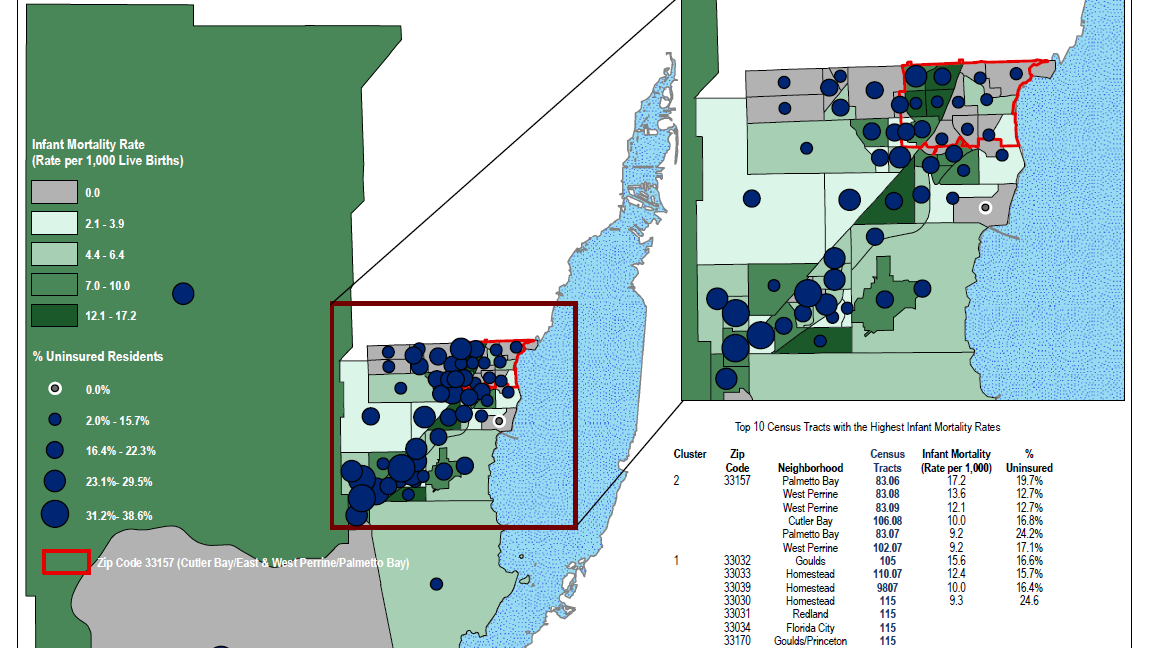 Infant Mortality Rate
(Rate per 1,000 Live Births)
0.0
2.1 - 3.9
4.4 - 6.4
7.0 - 10.0
12.1 - 17.2
% Uninsured Residents
0.0%
2.0% - 15.7%
16.4% - 22.3%
23.1%- 29.5%
31.2%- 38.6%
Zip Code 33157 (Cutler Bay/East & West Perrine/Palmetto Bay)
Top 10 Census Tracts with the Highest Infant Mortality Rates
Cluster Zip Census Infant Mortality %
Code Neighborhood Tracts (Rate per 1,000) Uninsured
2 33157 Palmetto Bay 83.06 17.2 19.7%
West Perrine 83.08 13.6 12.7%
West Perrine 83.09 12.1 12.7%
Cutler Bay 106.08 10.0 16.8%
Palmetto Bay 83.07 9.2 24.2%
West Perrine 102.07 9.2 17.1%
1 33032 Goulds 105 15.6 16.6%
33033 Homestead 110.07 12.4 15.7%
33039 Homestead 9807 10.0 16.4%
33030 Homestead 115 9.3 24.6
33031 Redland 115
33034 Florida City 115
33170 Goulds/Princeton 115